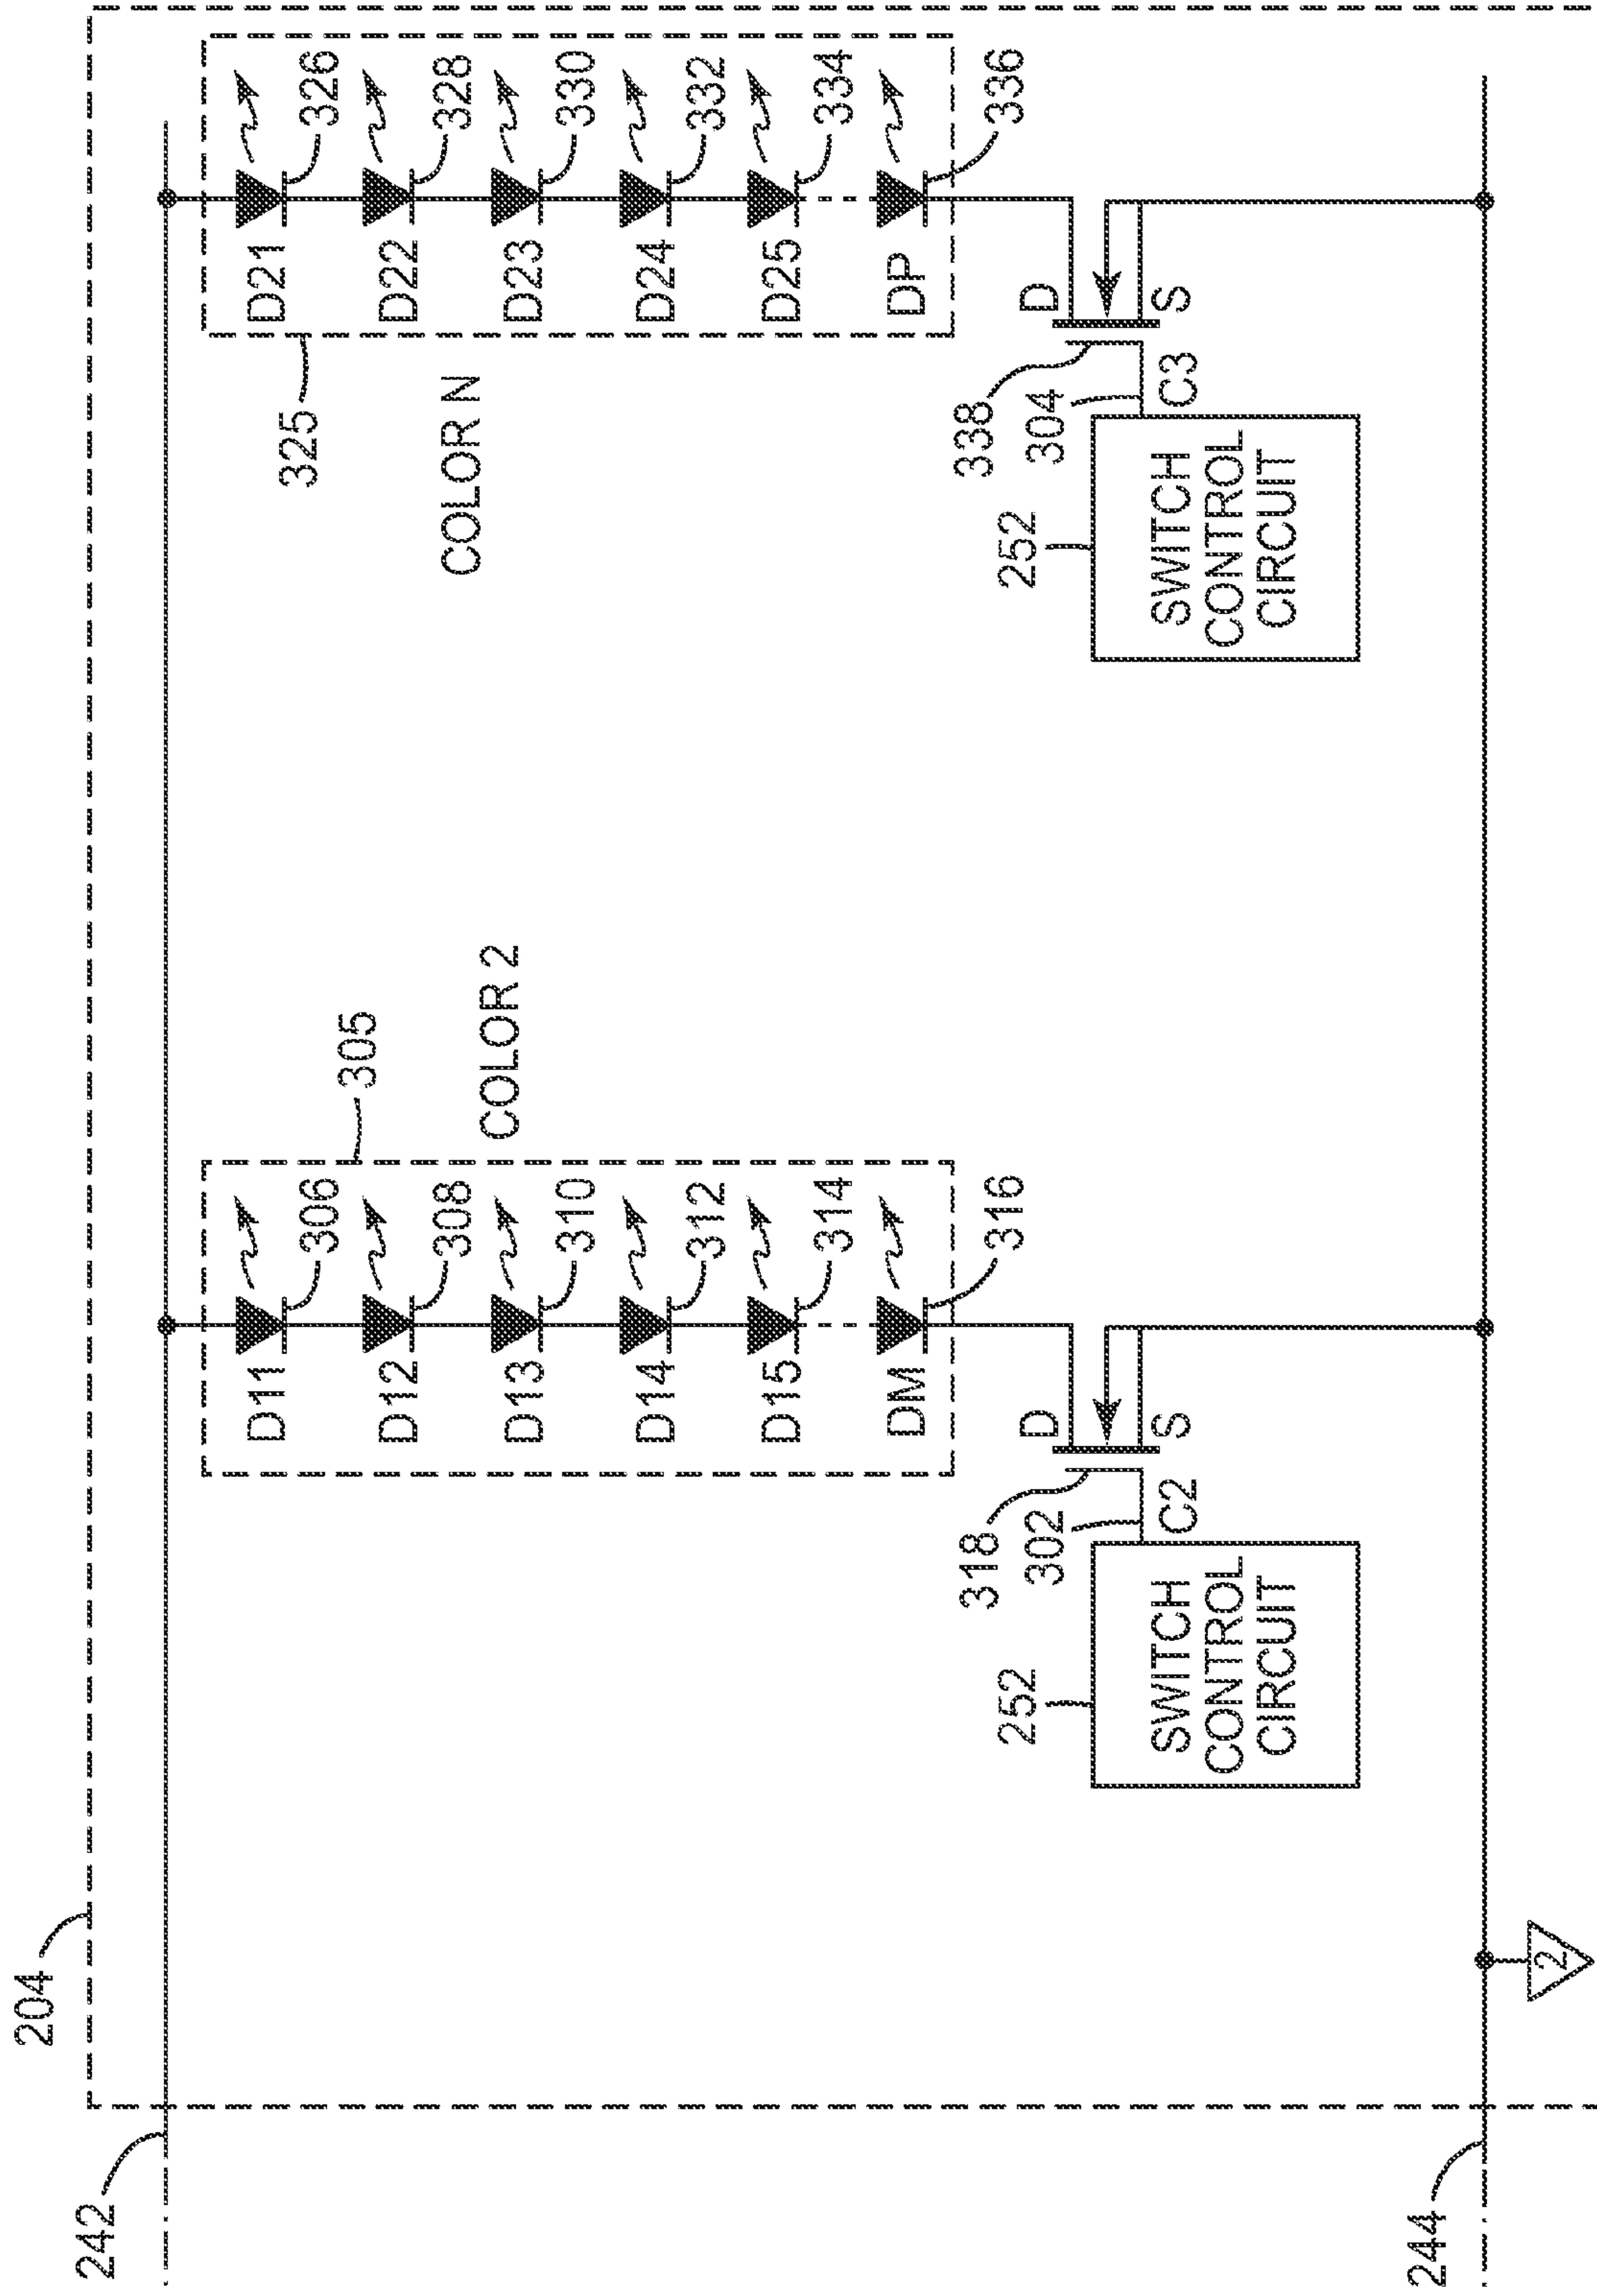 204
242
305
COLOR 2
D11
306
D12
308
D13
310
D14
312
D15
314
DM
316
318
302
C2
D
S
252
SWITCH
CONTROL
CIRCUIT
325
COLOR N
D21
326
D22
328
D23
330
D24
332
D25
334
DP
336
338
304
C3
D
S
252
SWITCH
CONTROL
CIRCUIT
244
2